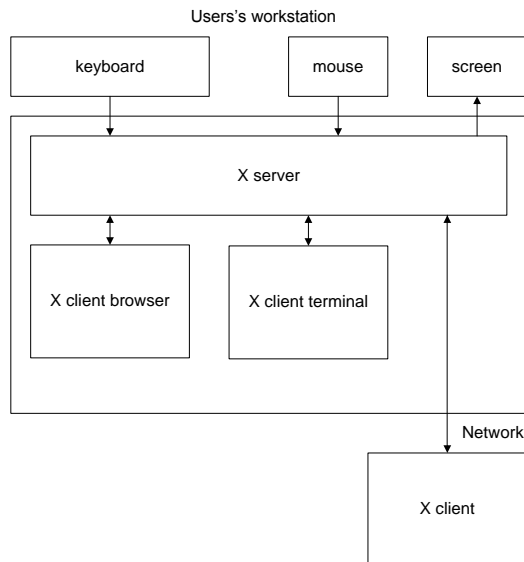 Users's workstation
keyboard
mouse
screen
X server
X client browser
X client terminal
Network
X client